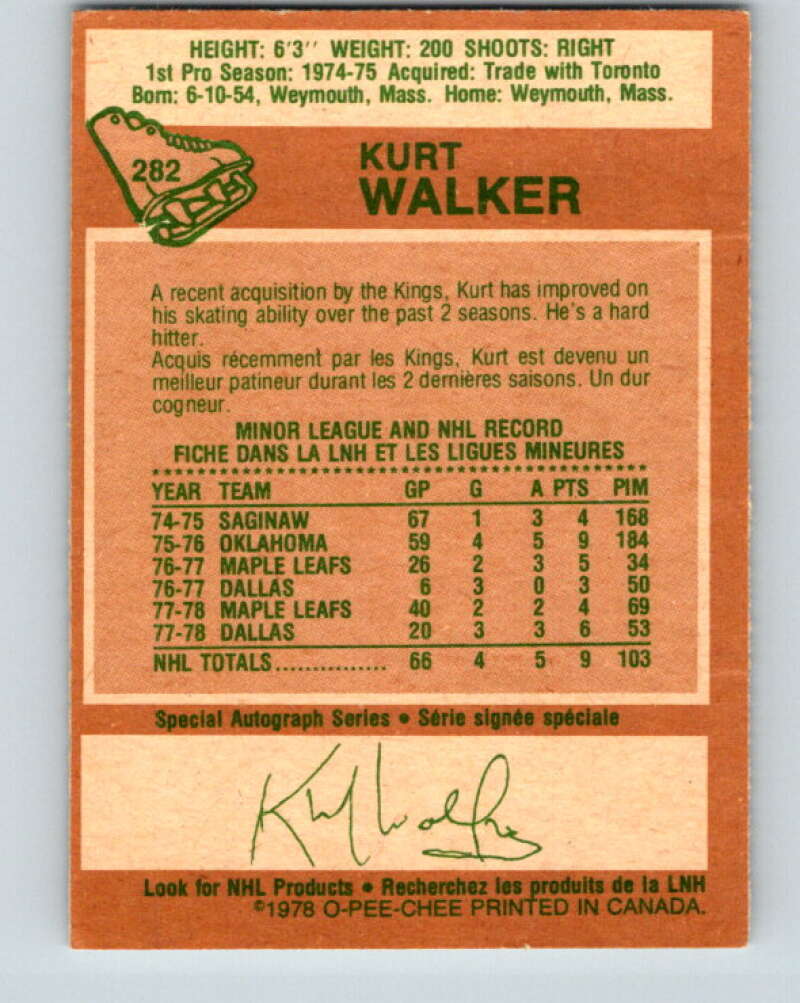 HEIGHT: 6'3'' WEIGHT: 200 SHOOTS: RIGHT
1st Pro Season: 1974-75 Acquired: Trade with Toronto
Born: 6-10-54, Weymouth, Mass. Home: Weymouth, Mass.
282
KURT
WALKER
A recent acquisition by the Kings, Kurt has improved on
his skating ability over the past 2 seasons. He's a hard
hitter.
Acquis récemment par les Kings, Kurt est devenu un
meilleur patineur durant les 2 dernières saisons. Un dur
cogneur.
MINOR LEAGUE AND NHL RECORD
FICHE DANS LA LNH ET LES LIGUES MINEURES
YEAR TEAM GP G A PTS PIM
74-75 SAGINAW 67 1 3 4 168
75-76 OKLAHOMA 59 4 5 9 184
76-77 MAPLE LEAFS 26 2 3 5 34
76-77 DALLAS 6 3 0 3 50
77-78 MAPLE LEAFS 40 2 2 4 69
77-78 DALLAS 20 3 3 6 53
NHL TOTALS............... 66 4 5 9 103
Special Autograph Series • Série signée spéciale
Kurt Walker
Look for NHL Products • Recherchez les produits de la LNH
©1978 O-PEE-CHEE PRINTED IN CANADA.